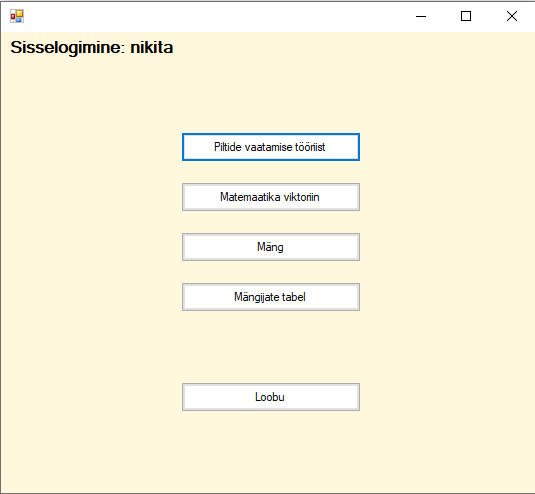 Sisselogimine: nikita
Piltide vaatamise tööriist
Matemaatika viktoriin
Mäng
Mängijate tabel
Loobu